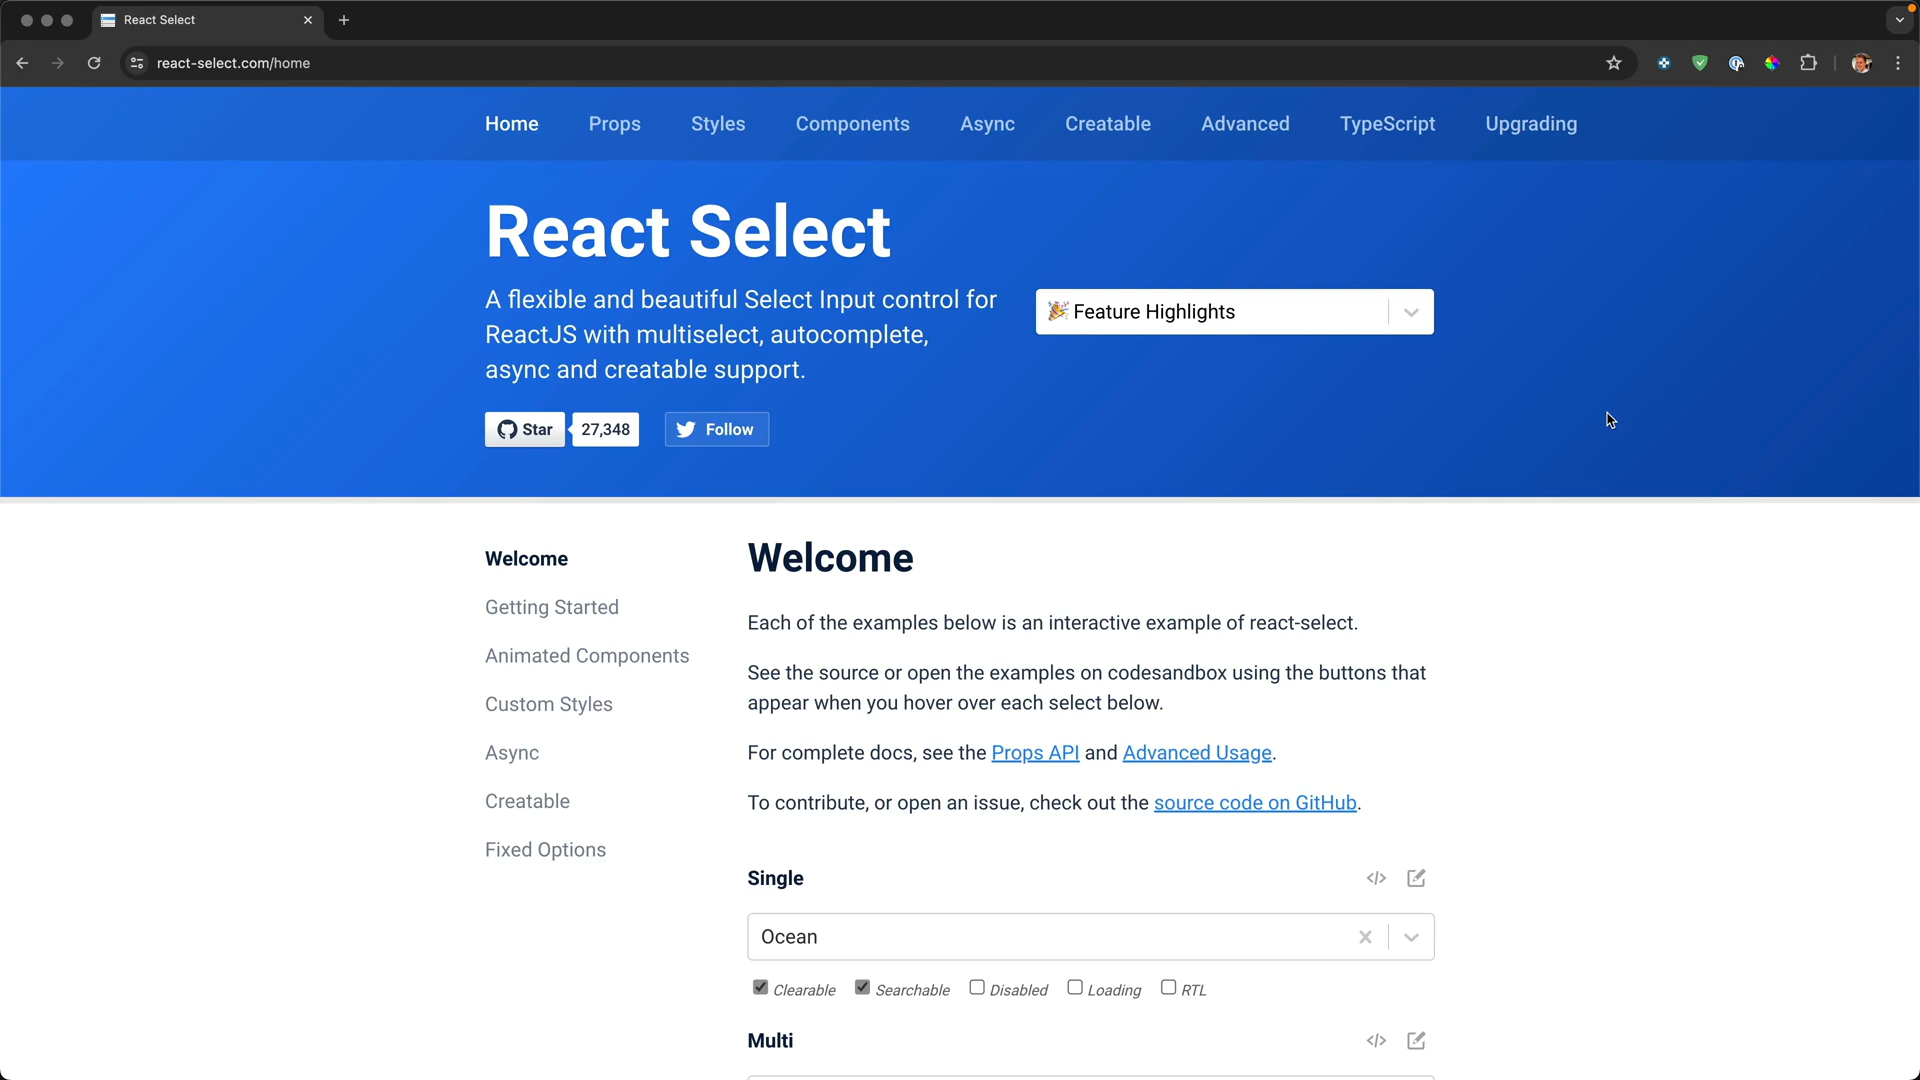 React Select
react-select.com/home
Home Props Styles Components Async Creatable Advanced TypeScript Upgrading
React Select
A flexible and beautiful Select Input control for
ReactJS with multiselect, autocomplete,
async and creatable support.
🎉 Feature Highlights
Star 27,348 Follow
Welcome
Getting Started
Animated Components
Custom Styles
Async
Creatable
Fixed Options
Welcome
Each of the examples below is an interactive example of react-select.
See the source or open the examples on codesandbox using the buttons that
appear when you hover over each select below.
For complete docs, see the Props API and Advanced Usage.
To contribute, or open an issue, check out the source code on GitHub.
Single
Ocean
Clearable Searchable Disabled Loading RTL
Multi